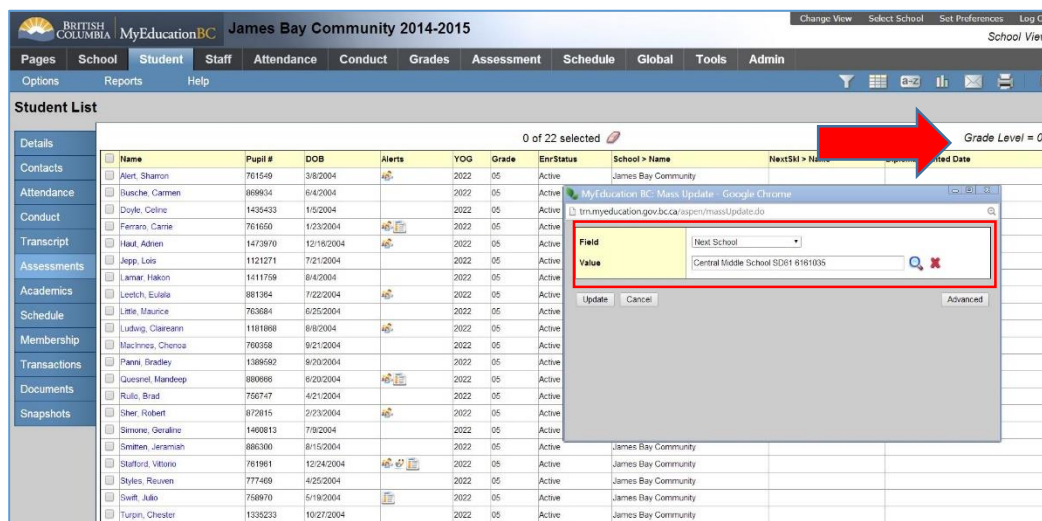 BRITISH COLUMBIA MyEducationBC James Bay Community 2014-2015
Change View Select School Set Preferences Log
School View
Pages School Student Staff Attendance Conduct Grades Assessment Schedule Global Tools Admin
Options Reports Help
Student List
0 of 22 selected Grade Level = 0
Details
Contacts
Attendance
Conduct
Transcript
Assessments
Academics
Schedule
Membership
Transactions
Documents
Snapshots
Name Pupil # DOB Alerts YOG Grade EnrStatus School > Name NextSkl > Name Date
Alert, Sharron 761549 3/8/2004 2022 05 Active James Bay Community
Busche, Carmen 869934 6/4/2004 2022 05 Active
Doyle, Celine 1435433 1/5/2004 2022 05 Active
Ferraro, Carrie 761650 1/23/2004 2022 05 Active
Haut, Adrien 1473970 12/16/2004 2022 05 Active
Jepp, Lois 1121271 7/21/2004 2022 05 Active
Lamar, Hakon 1411759 8/4/2004 2022 05 Active
Leetch, Eulala 881364 7/22/2004 2022 05 Active
Little, Maurice 763684 6/25/2004 2022 05 Active
Ludwig, Claireann 1181868 8/8/2004 2022 05 Active
MacInnes, Chenoa 760358 9/21/2004 2022 05 Active
Panni, Bradley 1389592 9/20/2004 2022 05 Active
Quesnel, Mandeep 880666 6/20/2004 2022 05 Active
Rullo, Brad 756747 4/21/2004 2022 05 Active
Sher, Robert 872815 2/23/2004 2022 05 Active
Simone, Geraline 1460813 7/9/2004 2022 05 Active
Smitten, Jeramiah 886300 8/15/2004 2022 05 Active James Bay Community
Stafford, Vittorio 761961 12/24/2004 2022 05 Active James Bay Community
Styles, Reuven 777469 4/25/2004 2022 05 Active James Bay Community
Swift, Julio 758970 5/19/2004 2022 05 Active James Bay Community
Turpin, Chester 1335233 10/27/2004 2022 05 Active James Bay Community
MyEducation BC: Mass Update - Google Chrome
trn.myeducation.gov.bc.ca/aspen/massUpdate.do
Field Next School
Value Central Middle School SD61 6161035
Update Cancel Advanced